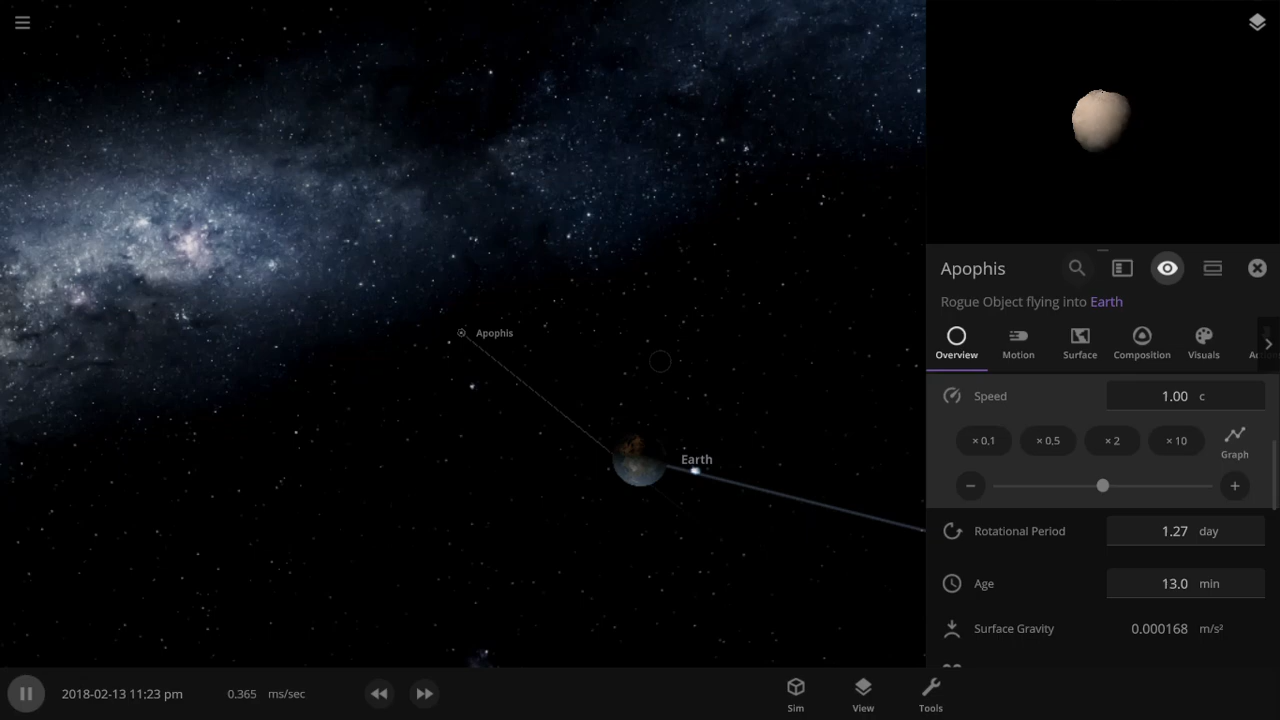 Apophis
Rogue Object flying into Earth
Overview Motion Surface Composition Visuals
Speed 1.00 c
× 0,1 × 0,5 × 2 × 10 Graph
Rotational Period 1.27 day
Age 13.0 min
Surface Gravity 0.000168 m/s²
Apophis
Earth
2018-02-13 11:23 pm 0.365 ms/sec Sim View Tools